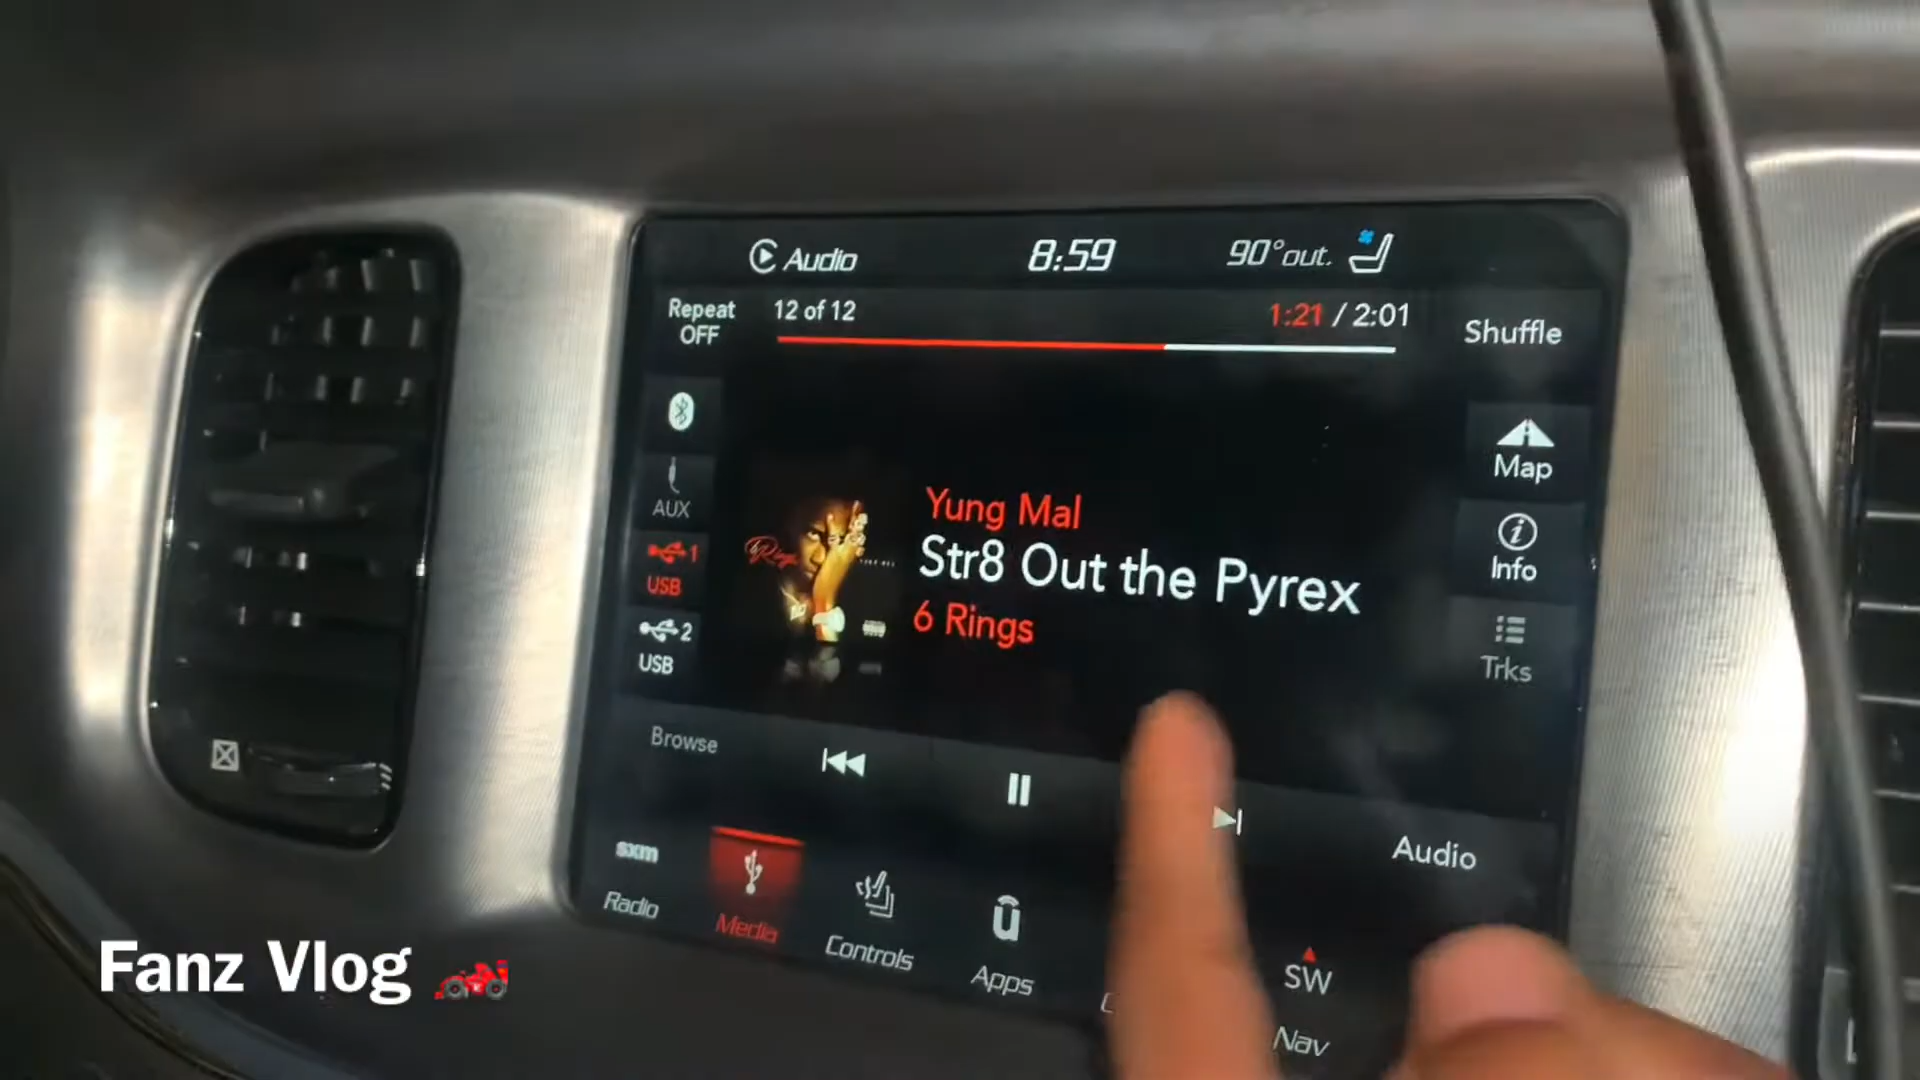 Audio
8:59
90°out.
Repeat
OFF
12 of 12
1:21 / 2:01
Shuffle
AUX
1
USB
2
USB
Yung Mal
Str8 Out the Pyrex
6 Rings
Map
Info
Trks
Browse
Audio
sxm
Radio
Media
Controls
Apps
SW
Nav
Fanz Vlog